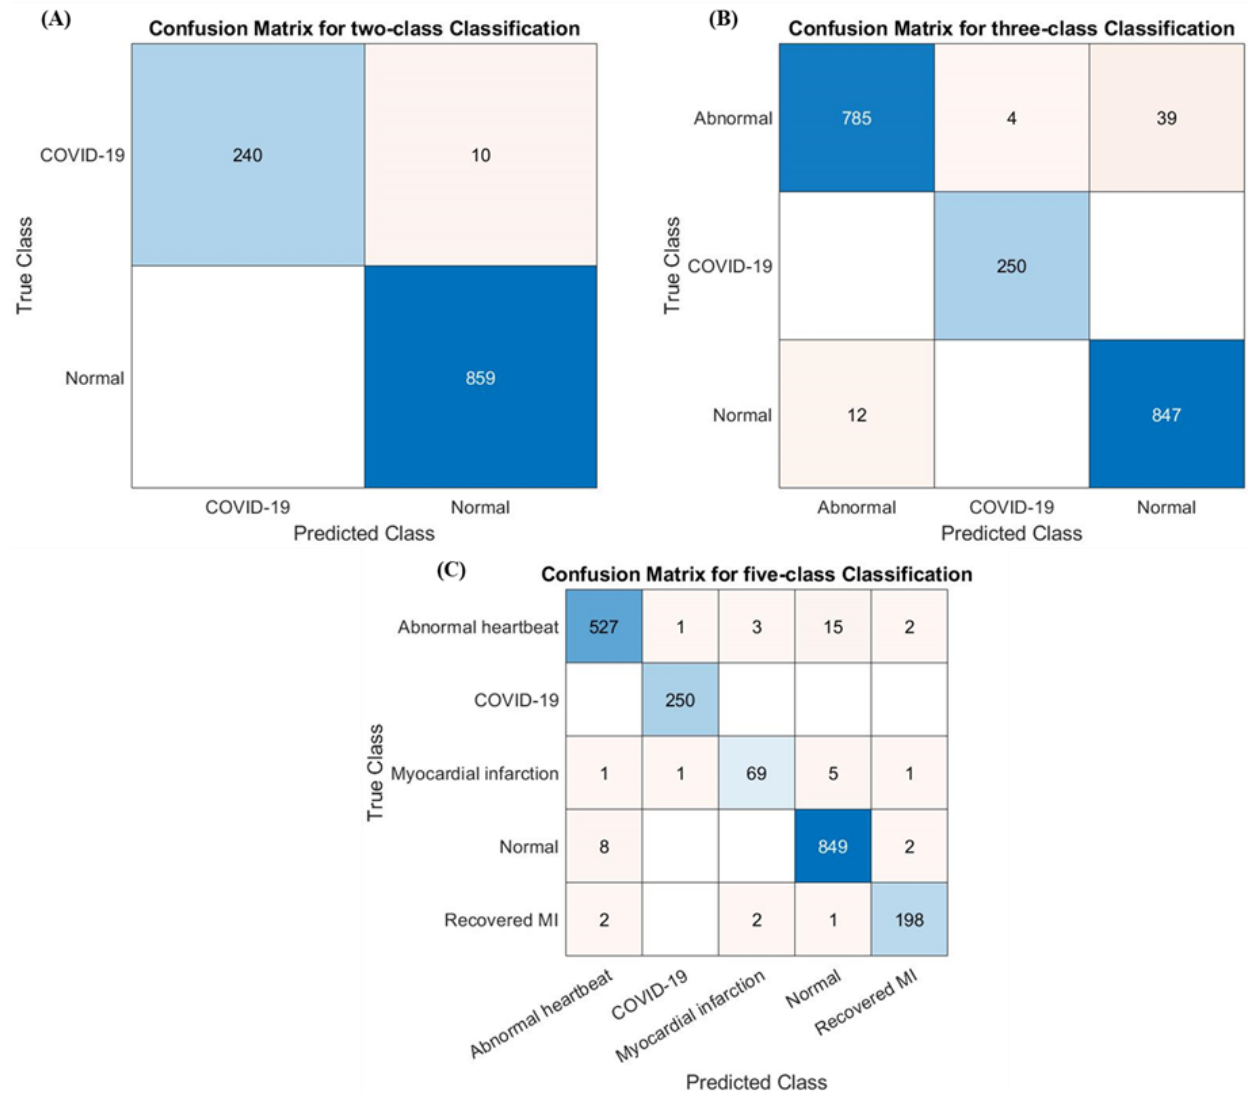 (A)
Confusion Matrix for two-class Classification
COVID-19 240 10
Normal 859
COVID-19 Normal
True Class
Predicted Class
(B)
Confusion Matrix for three-class Classification
Abnormal 785 4 39
COVID-19 250
Normal 12 847
Abnormal COVID-19 Normal
True Class
Predicted Class
(C)
Confusion Matrix for five-class Classification
Abnormal heartbeat 527 1 3 15 2
COVID-19 250
Myocardial infarction 1 1 69 5 1
Normal 8 849 2
Recovered MI 2 2 1 198
Abnormal heartbeat COVID-19 Myocardial infarction Normal Recovered MI
True Class
Predicted Class